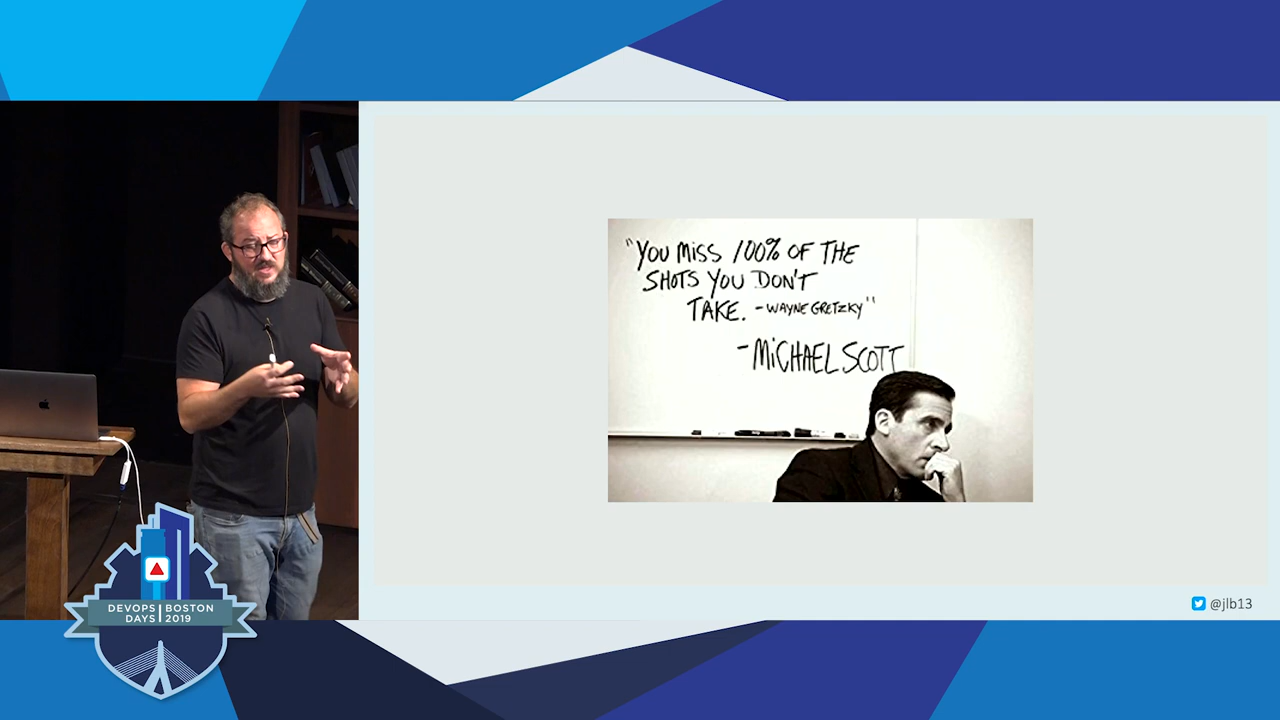 "YOU MISS 100% OF THE
SHOTS YOU DON'T
TAKE. -WAYNE GRETZKY"
-MICHAEL SCOTT
@jlb13
DEVOPS BOSTON
DAYS 2019